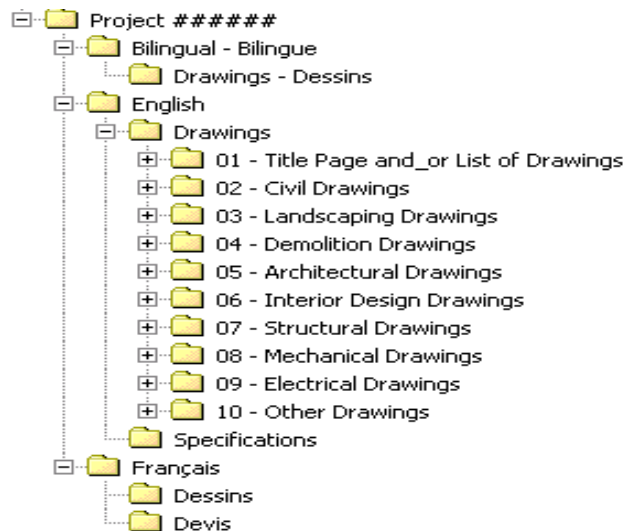 Project ######
Bilingual - Bilingue
Drawings - Dessins
English
Drawings
01 - Title Page and_or List of Drawings
02 - Civil Drawings
03 - Landscaping Drawings
04 - Demolition Drawings
05 - Architectural Drawings
06 - Interior Design Drawings
07 - Structural Drawings
08 - Mechanical Drawings
09 - Electrical Drawings
10 - Other Drawings
Specifications
Français
Dessins
Devis